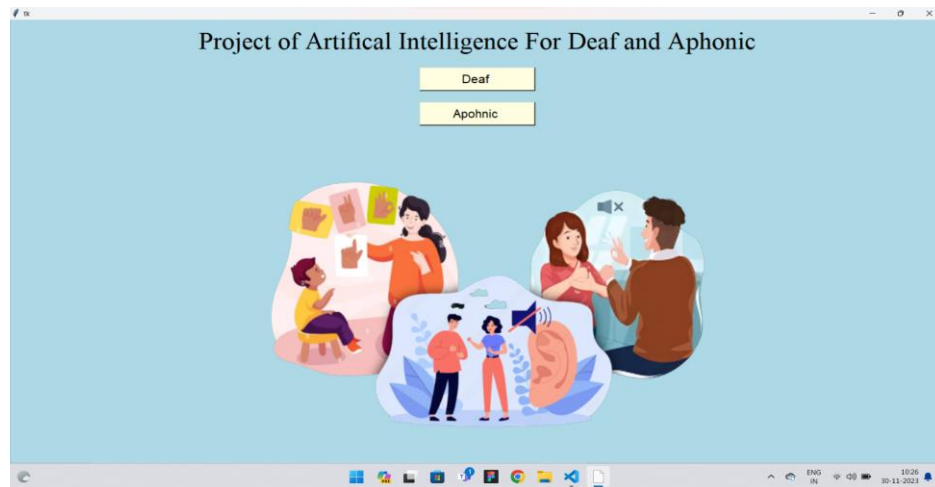 tk
Project of Artifical Intelligence For Deaf and Aphonic
Deaf
Apohnic
ENG
IN
10:26
30-11-2023